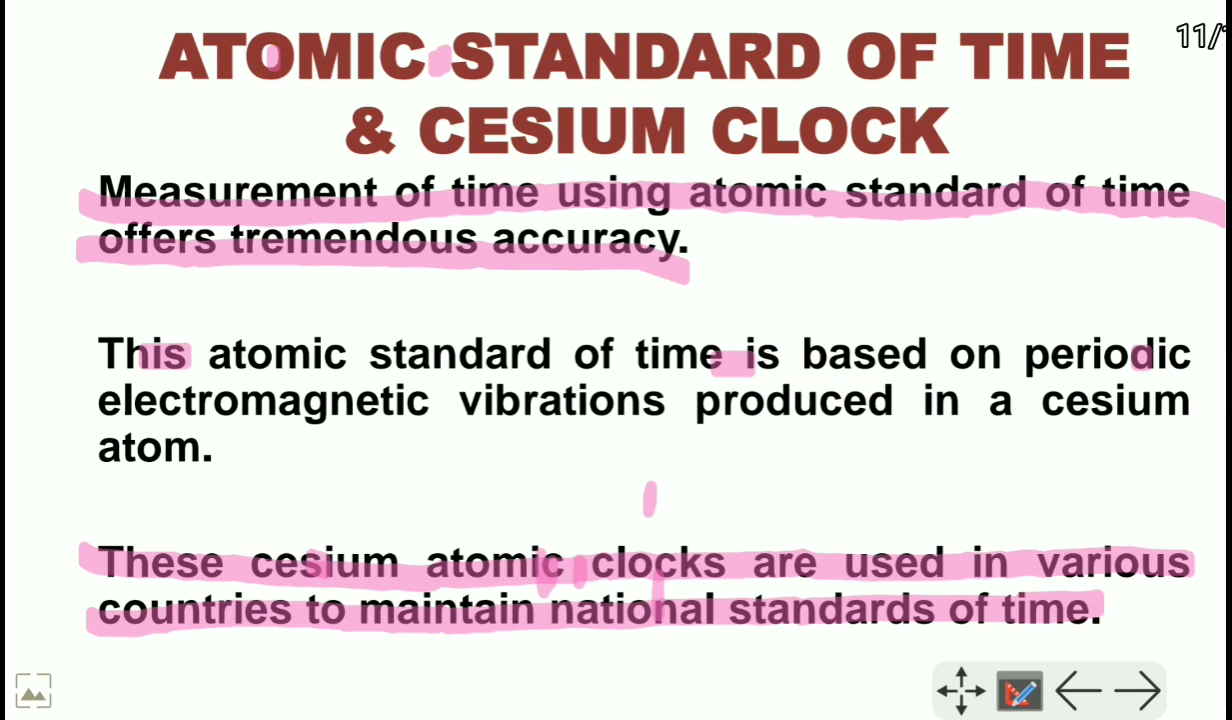 ATOMIC STANDARD OF TIME
11/
& CESIUM CLOCK
Measurement of time using atomic standard of time
offers tremendous accuracy.
This atomic standard of time is based on periodic
electromagnetic vibrations produced in a cesium
atom.
These cesium atomic clocks are used in various
countries to maintain national standards of time.